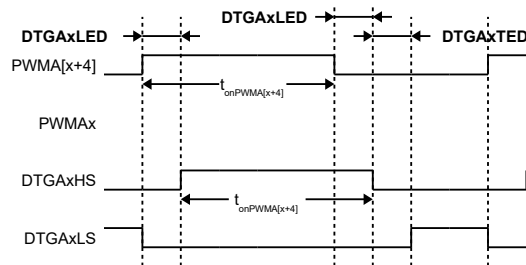 DTGAxLED
DTGAxLED
DTGAxTED
PWMA[x+4]
tonPWMA[x+4]
PWMAx
DTGAxHS
tonPWMA[x+4]
DTGAxLS